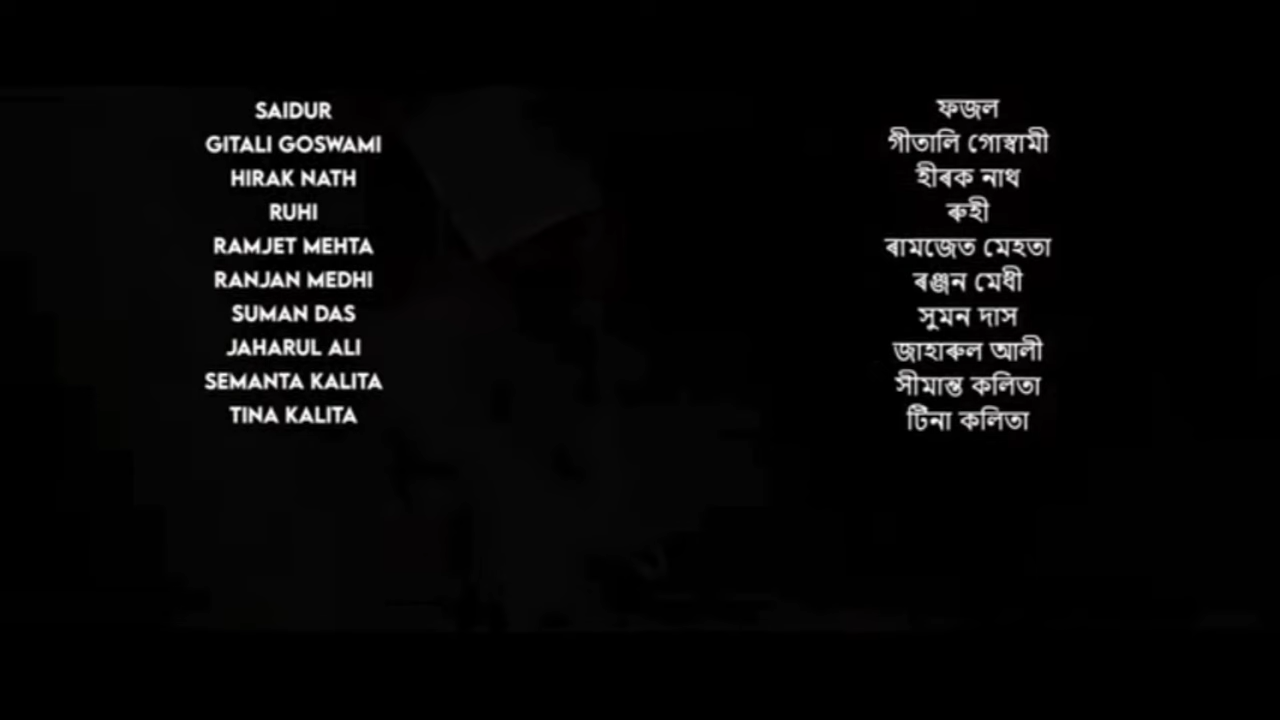 SAIDUR
ফজল
GITALI GOSWAMI
গীতালি গোস্বামী
HIRAK NATH
হীৰক নাথ
RUHI
ৰুহী
RAMJET MEHTA
ৰামজেত মেহতা
RANJAN MEDHI
ৰঞ্জন মেধী
SUMAN DAS
সুমন দাস
JAHARUL ALI
জাহাৰুল আলী
SEMANTA KALITA
সীমান্ত কলিতা
TINA KALITA
টিনা কলিতা